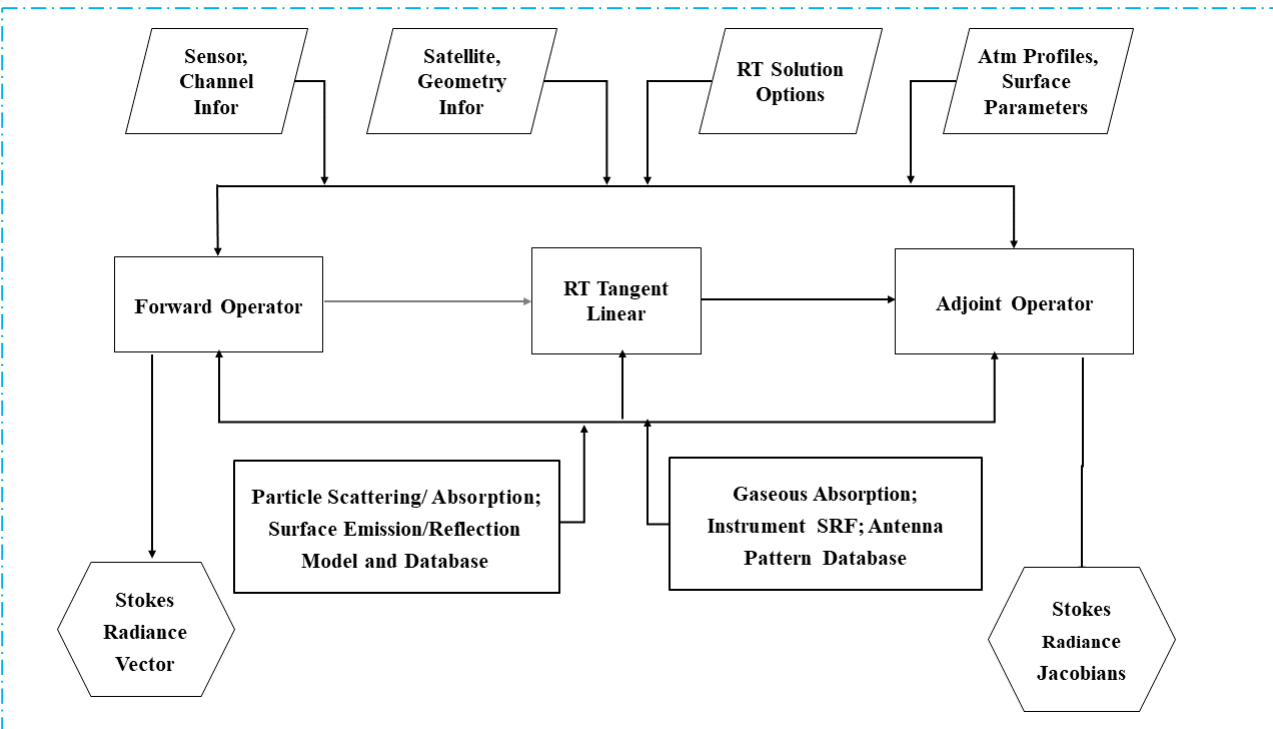 Sensor,
Channel
Infor
Satellite,
Geometry
Infor
RT Solution
Options
Atm Profiles,
Surface
Parameters
Forward Operator
RT Tangent
Linear
Adjoint Operator
Particle Scattering/ Absorption;
Surface Emission/Reflection
Model and Database
Gaseous Absorption;
Instrument SRF; Antenna
Pattern Database
Stokes
Radiance
Vector
Stokes
Radiance
Jacobians